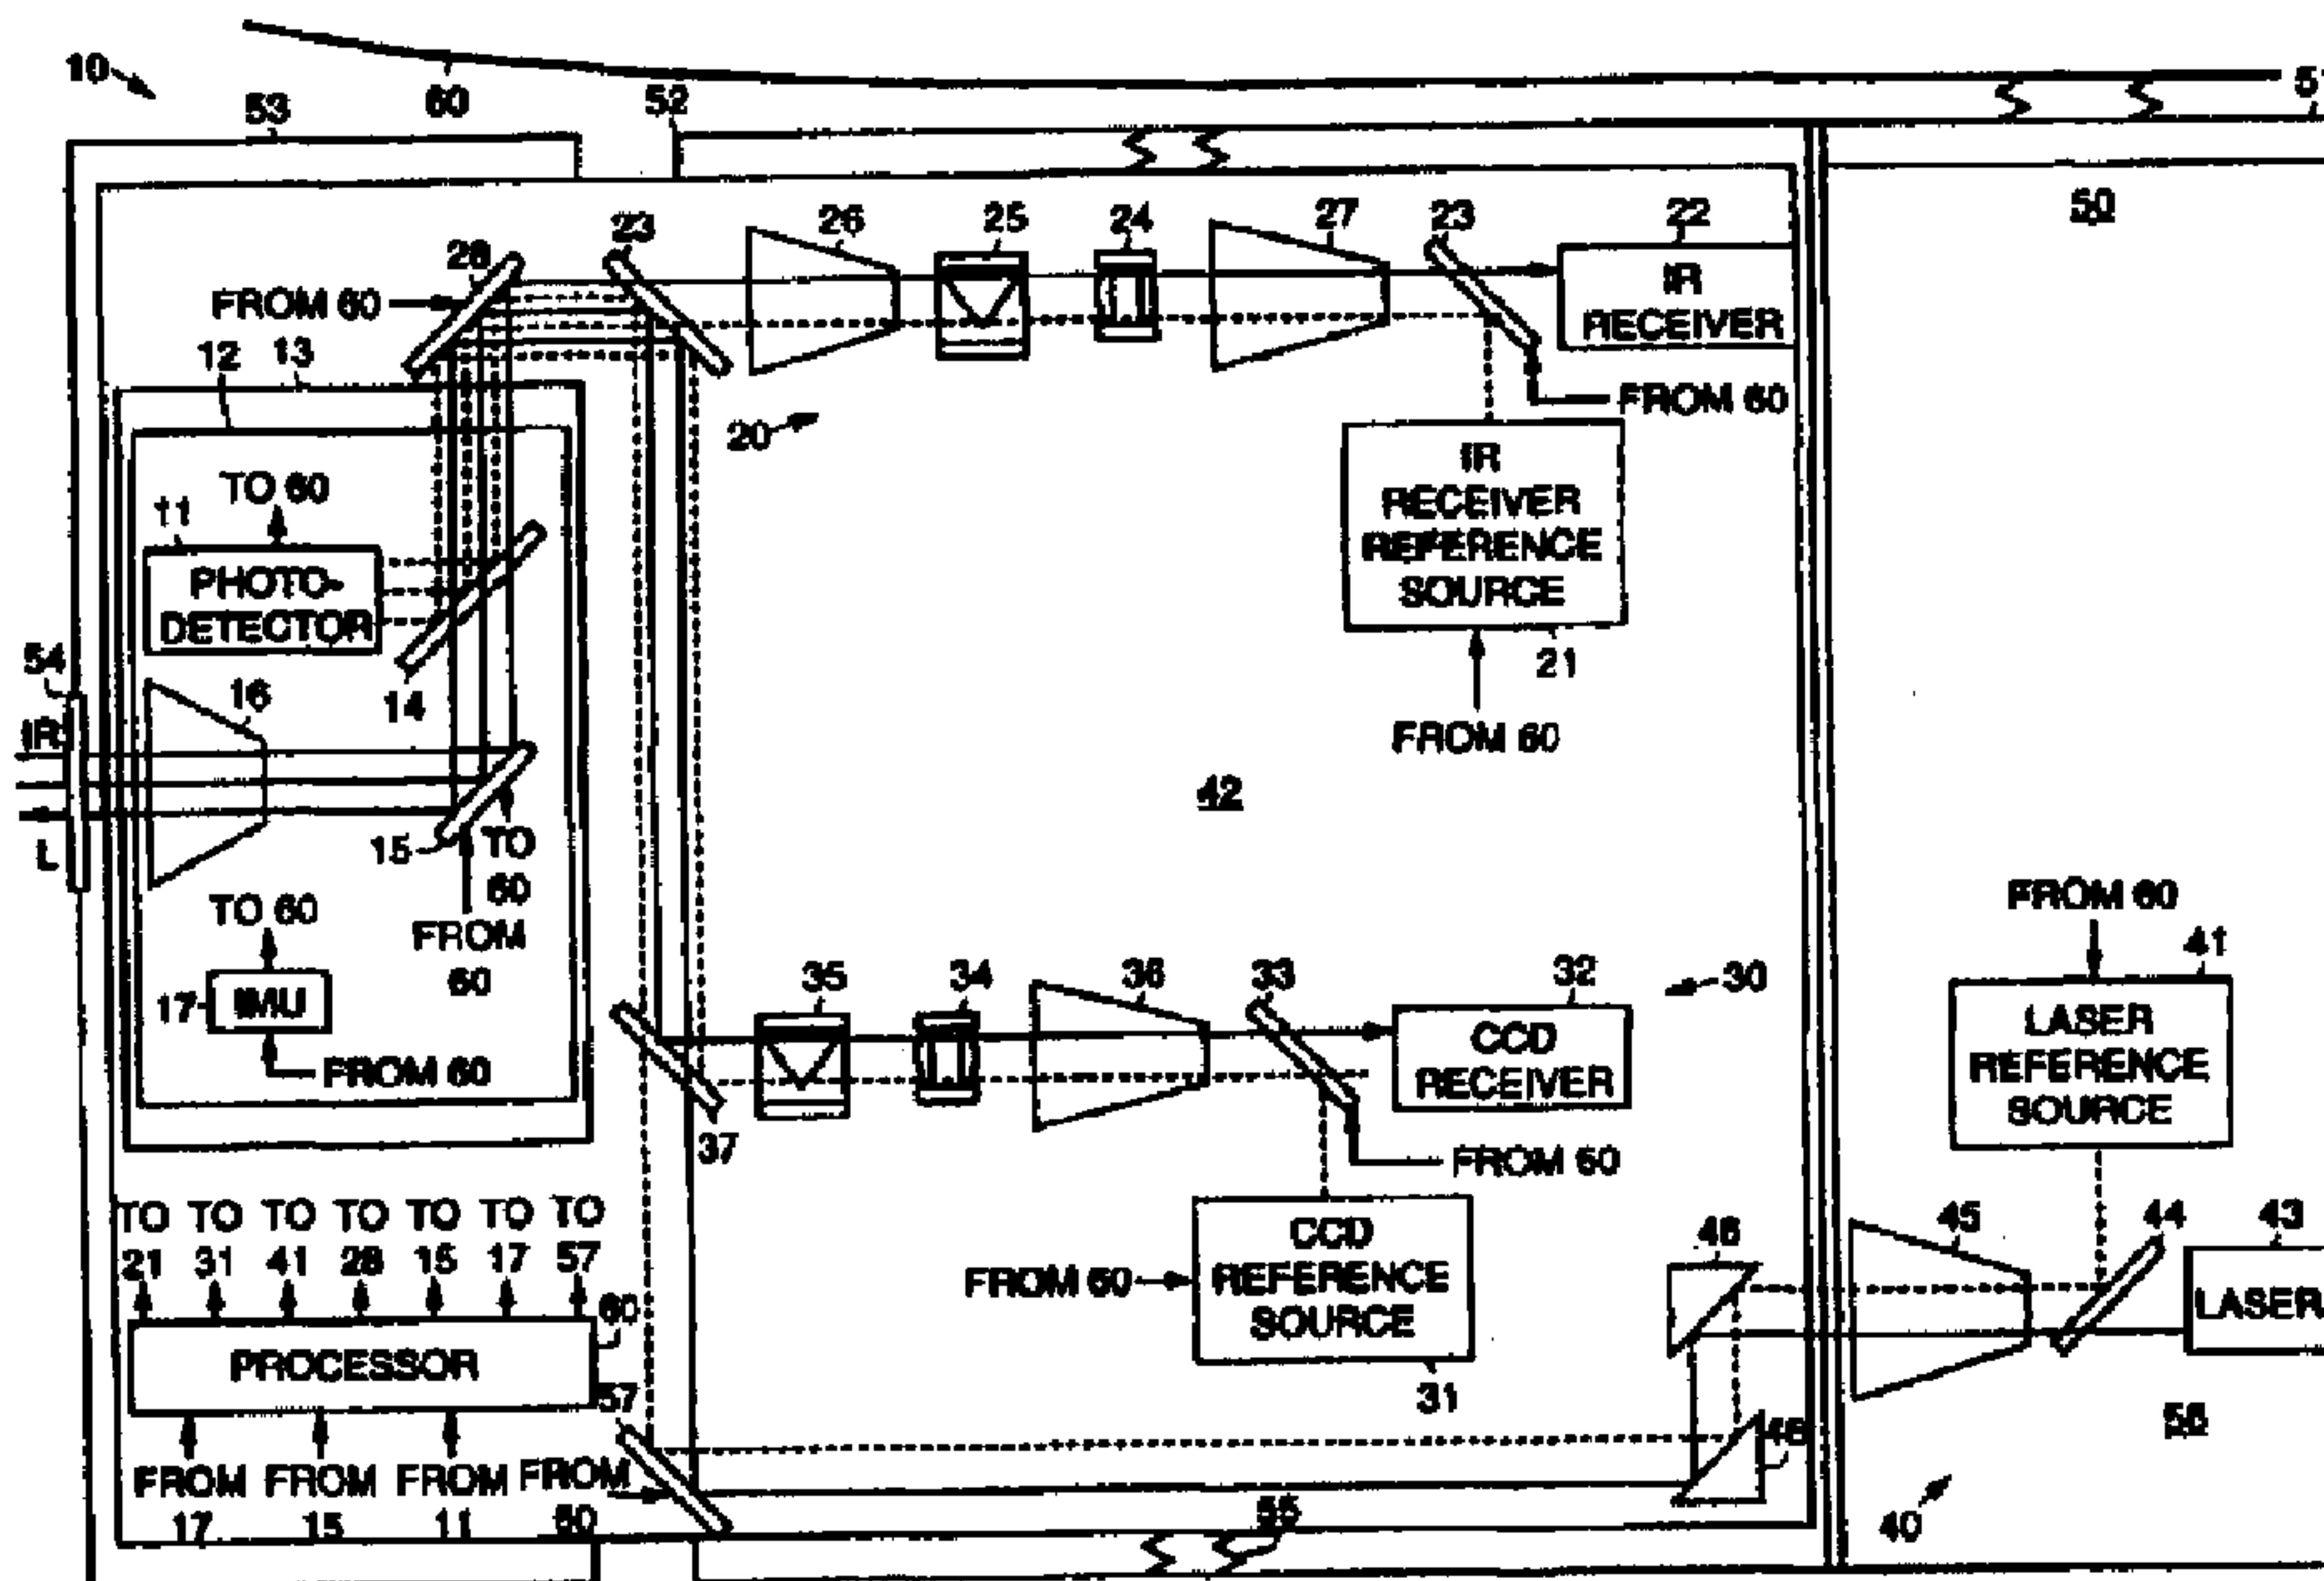 10
60
53
52
5
26
25
24
27
23
22
50
23
28
FROM 60
IR
RECEIVER
12
13
FROM 60
20
IR
RECEIVER
REFERENCE
SOURCE
TO 60
11
PHOTO-
DETECTOR
21
54
16
14
FROM 60
IR
42
L
15
TO
60
FROM
60
TO 60
FROM 60
41
17
IMU
35
34
36
33
32
30
LASER
REFERENCE
SOURCE
CCD
RECEIVER
FROM 60
37
FROM 60
TO TO TO TO TO TO TO
21 31 41 28 15 17 57
46
45
44
43
CCD
REFERENCE
SOURCE
FROM 60
60
LASER
PROCESSOR
57
31
46
56
FROM FROM FROM FROM
17 15 11 60
55
40